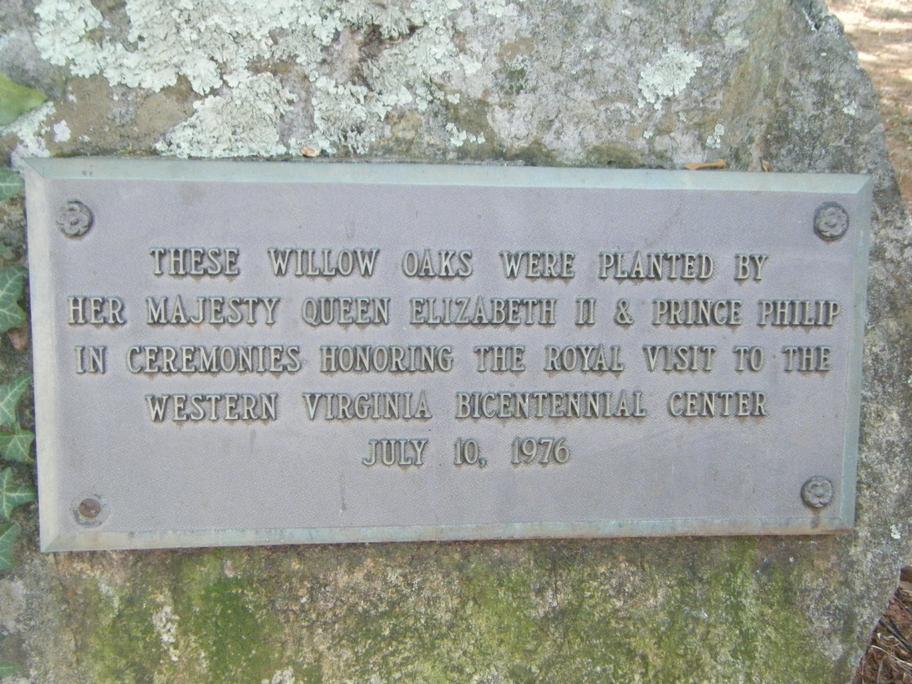 THESE WILLOW OAKS WERE PLANTED BY
HER MAJESTY QUEEN ELIZABETH II & PRINCE PHILIP
IN CEREMONIES HONORING THE ROYAL VISIT TO THE
WESTERN VIRGINIA BICENTENNIAL CENTER
JULY 10, 1976